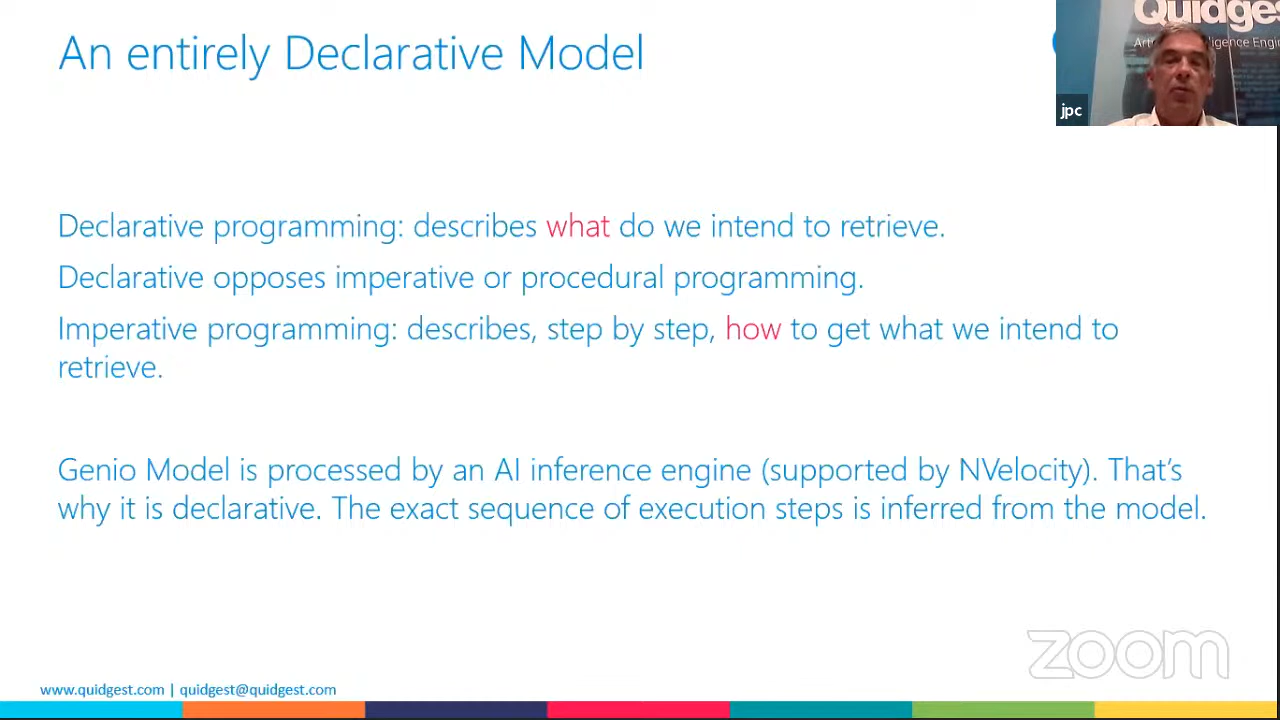 An entirely Declarative Model
Quidge
jpc
Declarative programming: describes what do we intend to retrieve.
Declarative opposes imperative or procedural programming.
Imperative programming: describes, step by step, how to get what we intend to
retrieve.
Genio Model is processed by an AI inference engine (supported by NVelocity). That’s
why it is declarative. The exact sequence of execution steps is inferred from the model.
zoom
www.quidgest.com | quidgest@quidgest.com